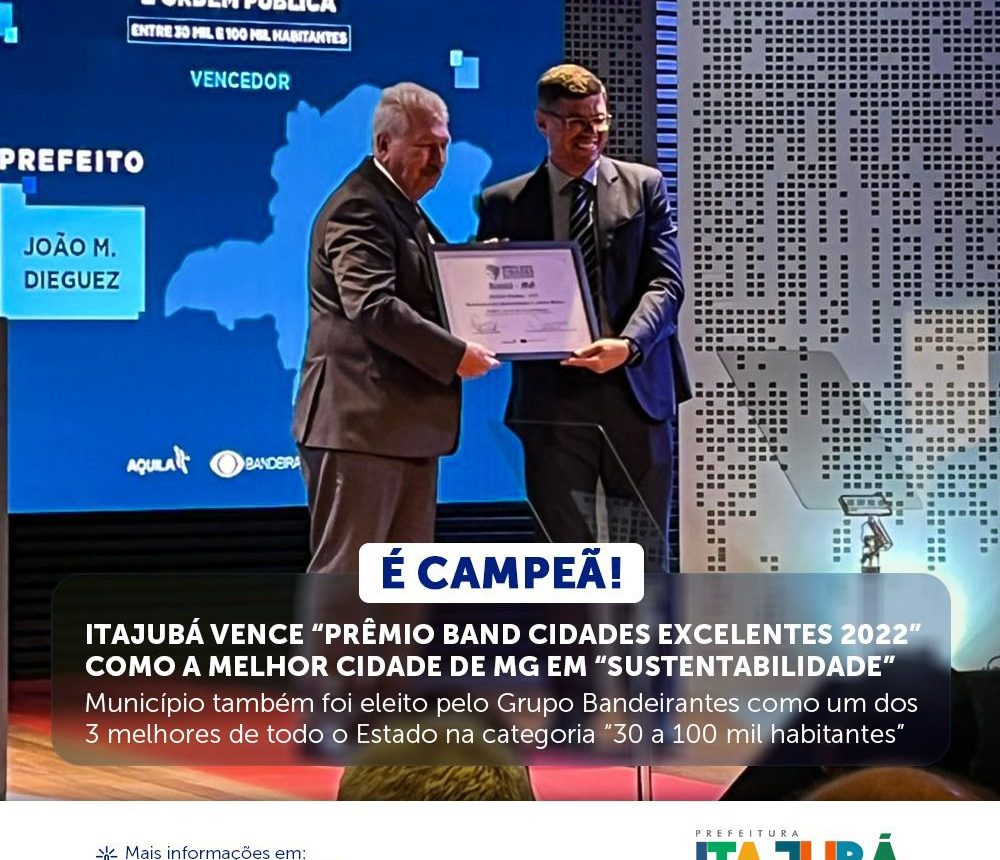 E ORDEM PÚBLICA
ENTRE 30 MIL E 100 MIL HABITANTES
VENCEDOR
PREFEITO
JOÃO M.
DIEGUEZ
AQUILA
BANDEIRA
É CAMPEÃ!
ITAJUBÁ VENCE “PRÊMIO BAND CIDADES EXCELENTES 2022”
COMO A MELHOR CIDADE DE MG EM “SUSTENTABILIDADE”
Município também foi eleito pelo Grupo Bandeirantes como um dos
3 melhores de todo o Estado na categoria “30 a 100 mil habitantes”
Mais informações em:
PREFEITURA
ITAJUBÁ